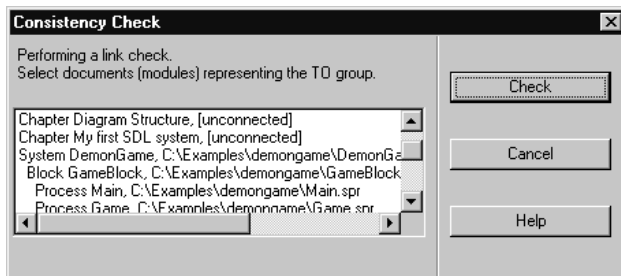 Consistency Check
Performing a link check.
Select documents (modules) representing the TO group.
Chapter Diagram Structure, [unconnected]
Chapter My first SDL system, [unconnected]
System DemonGame, C:\Examples\demongame\DemonGa
Block GameBlock, C:\Examples\demongame\GameBlock
Process Main, C:\Examples\demongame\Main.spr
Process Game, C:\Examples\demongame\Game.spr
Check
Cancel
Help